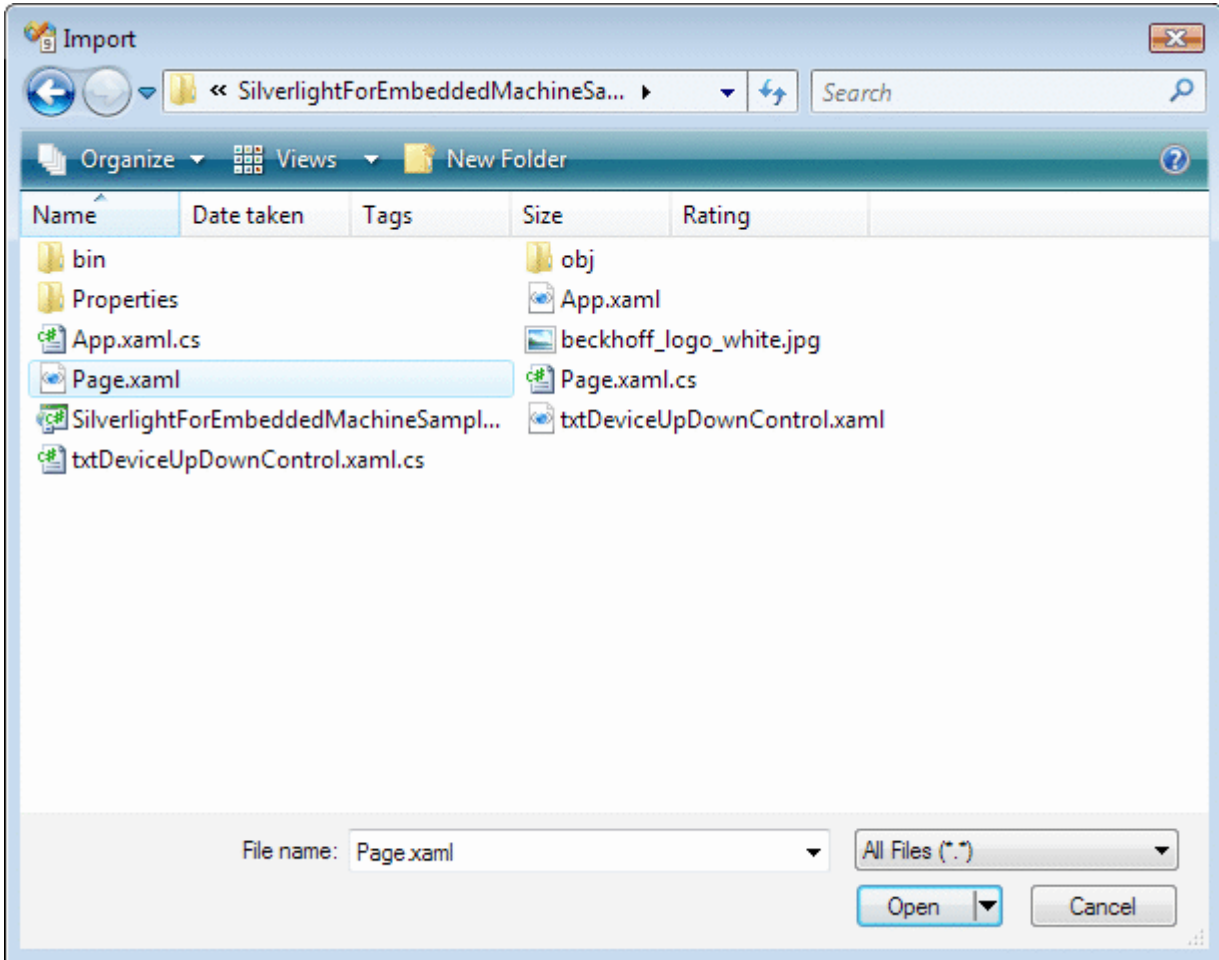 Import
« SilverlightForEmbeddedMachineSa...
Search
Organize Views New Folder
Name Date taken Tags Size Rating
bin obj
Properties App.xaml
App.xaml.cs beckhoff_logo_white.jpg
Page.xaml Page.xaml.cs
SilverlightForEmbeddedMachineSampl... txtDeviceUpDownControl.xaml
txtDeviceUpDownControl.xaml.cs
File name: Page.xaml All Files (*.*)
Open Cancel